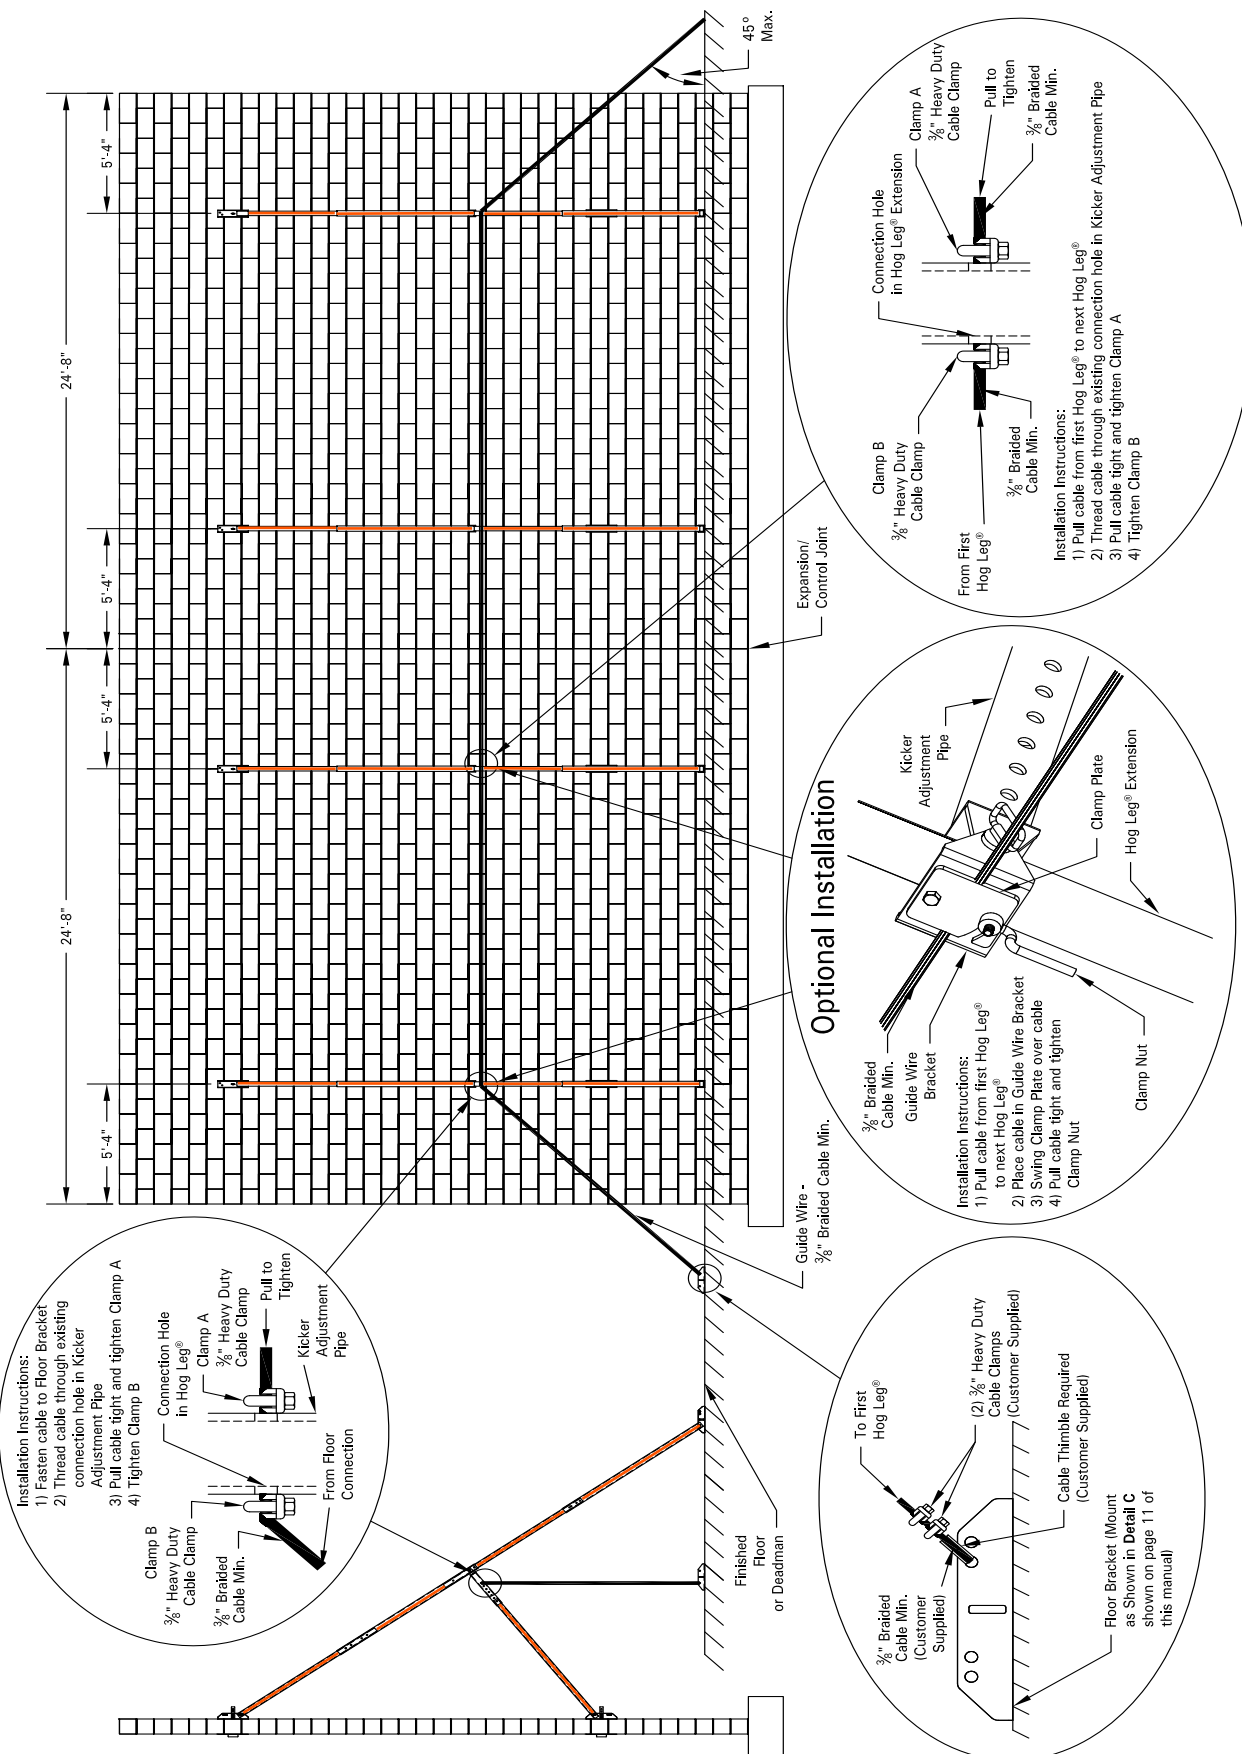 24'-8"
24'-8"
5'-4"
5'-4"
5'-4"
5'-4"
45°
Max.
Installation Instructions:
1) Fasten cable to Floor Bracket
2) Thread cable through existing
connection hole in Kicker
Adjustment Pipe
3) Pull cable tight and tighten Clamp A
4) Tighten Clamp B
Clamp B
⅜" Heavy Duty
Cable Clamp
⅜" Braided
Cable Min.
Connection Hole
in Hog Leg®
Clamp A
⅜" Heavy Duty
Cable Clamp
Pull to
Tighten
Kicker
Adjustment
Pipe
From Floor
Connection
Finished
Floor
or Deadman
Guide Wire -
⅜" Braided Cable Min.
Expansion/
Control Joint
To First
Hog Leg®
(2) ⅜" Heavy Duty
Cable Clamps
(Customer Supplied)
⅜" Braided
Cable Min.
(Customer
Supplied)
Cable Thimble Required
(Customer Supplied)
Floor Bracket (Mount
as Shown in Detail C
shown on page 11 of
this manual)
Optional Installation
⅜" Braided
Cable Min.
Guide Wire
Bracket
Kicker
Adjustment
Pipe
Clamp Plate
Hog Leg® Extension
Clamp Nut
Installation Instructions:
1) Pull cable from first Hog Leg®
to next Hog Leg®
2) Place cable in Guide Wire Bracket
3) Swing Clamp Plate over cable
4) Pull cable tight and tighten
Clamp Nut
Clamp B
⅜" Heavy Duty
Cable Clamp
From First
Hog Leg®
⅜" Braided
Cable Min.
Connection Hole
in Hog Leg® Extension
Clamp A
⅜" Heavy Duty
Cable Clamp
Pull to
Tighten
⅜" Braided
Cable Min.
Installation Instructions:
1) Pull cable from first Hog Leg® to next Hog Leg®
2) Thread cable through existing connection hole in Kicker Adjustment Pipe
3) Pull cable tight and tighten Clamp A
4) Tighten Clamp B